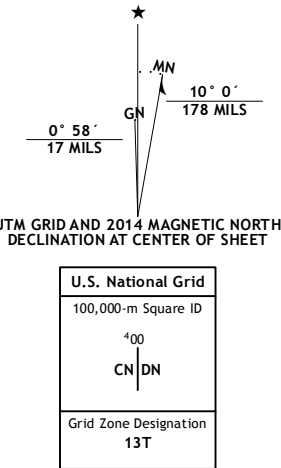 ★
MN
GN
0° 58´
17 MILS
10° 0´
178 MILS
UTM GRID AND 2014 MAGNETIC NORTH
DECLINATION AT CENTER OF SHEET
U.S. National Grid
100,000-m Square ID
⁴00
CN DN
Grid Zone Designation
13T